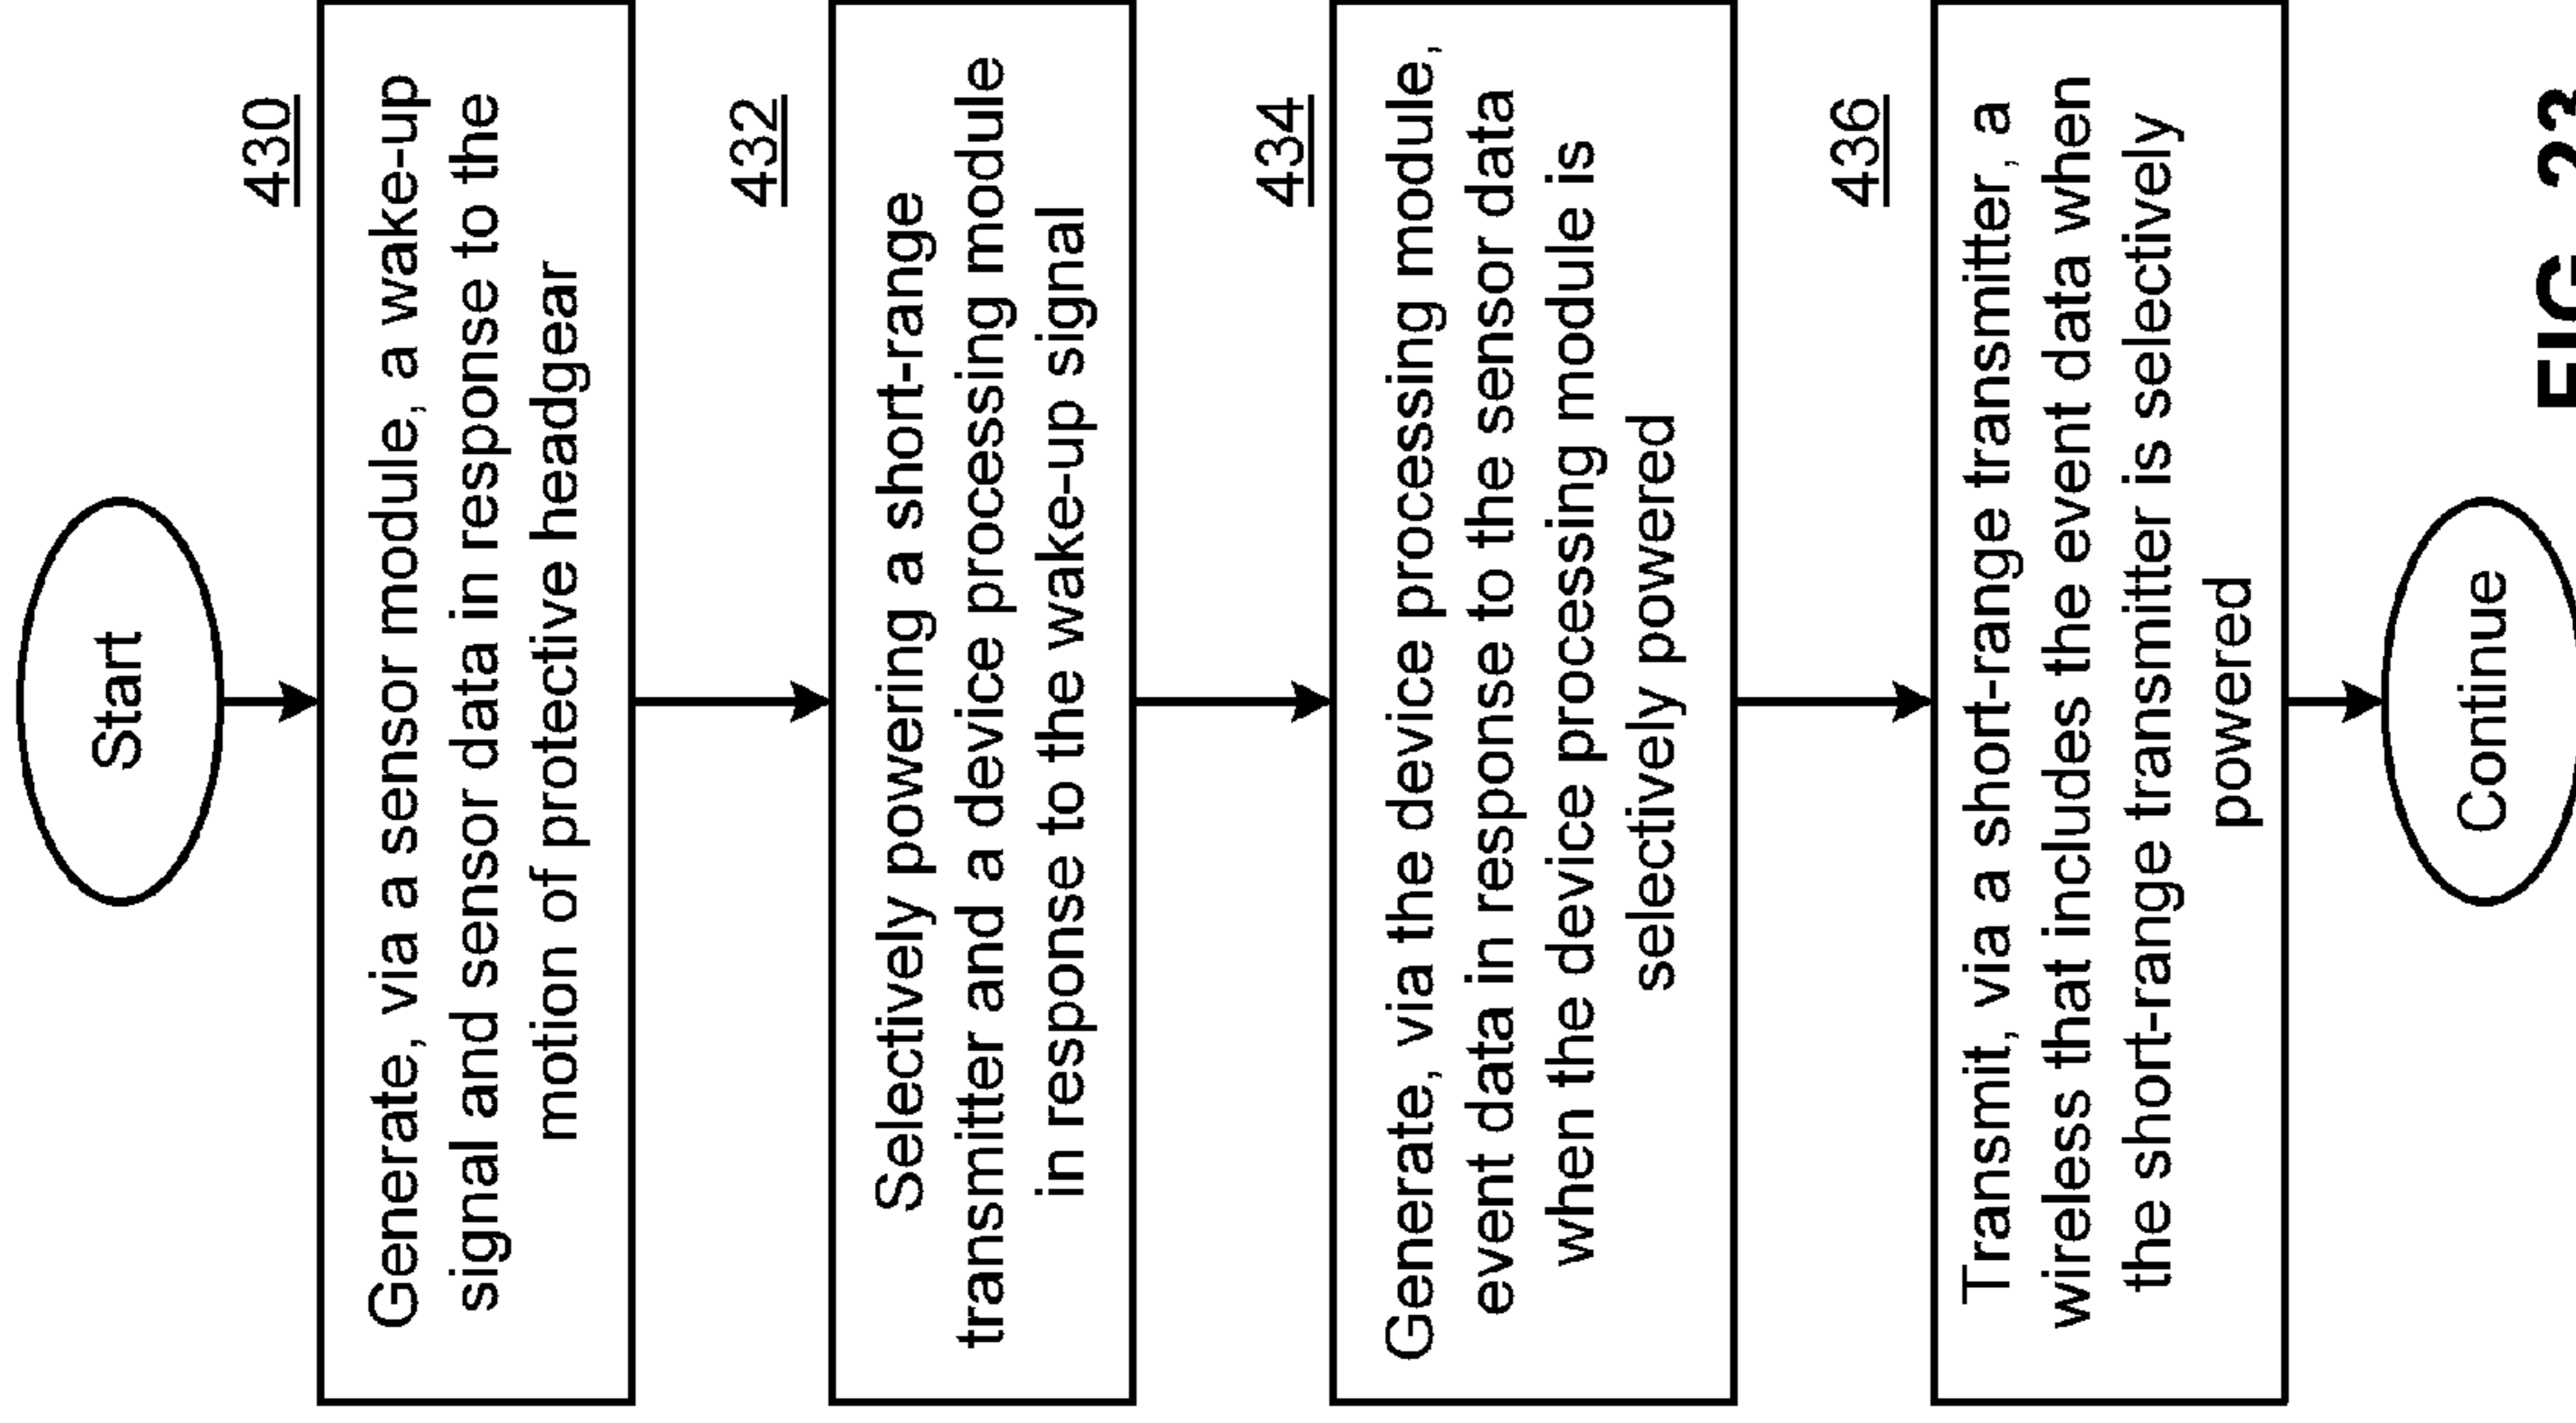 Start
430
Generate, via a sensor module, a wake-up
signal and sensor data in response to the
motion of protective headgear
432
Selectively powering a short-range
transmitter and a device processing module
in response to the wake-up signal
434
Generate, via the device processing module,
event data in response to the sensor data
when the device processing module is
selectively powered
436
Transmit, via a short-range transmitter, a
wireless that includes the event data when
the short-range transmitter is selectively
powered
Continue
FIG. 23